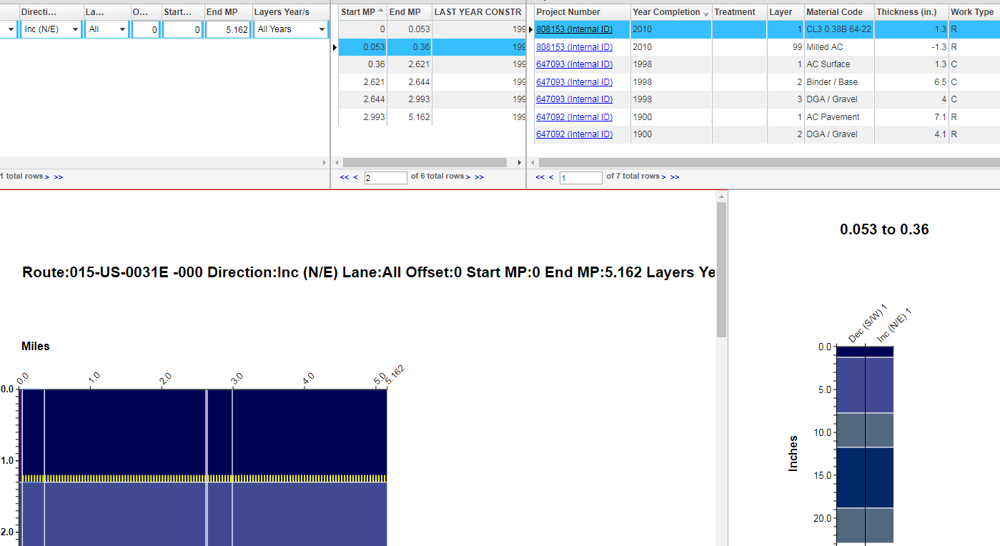 Directi... La... O... Start... End MP Layers Year/s
Inc (N/E) All 0 0 5.162 All Years
1 total rows > >>
Start MP End MP LAST YEAR CONSTR
0 0.053 199
0.053 0.36 199
0.36 2.621 199
2.621 2.644 199
2.644 2.993 199
2.993 5.162 199
<< < 2 of 6 total rows > >>
Project Number Year Completion Treatment Layer Material Code Thickness (in.) Work Type
808153 (Internal ID) 2010 1 CL3 0.38B 64-22 1.3 R
808153 (Internal ID) 2010 99 Milled AC -1.3 R
647093 (Internal ID) 1998 1 AC Surface 1.3 C
647093 (Internal ID) 1998 2 Binder / Base 6.5 C
647093 (Internal ID) 1998 3 DGA / Gravel 4 C
647092 (Internal ID) 1900 1 AC Pavement 7.1 R
647092 (Internal ID) 1900 2 DGA / Gravel 4.1 R
<< < 1 of 7 total rows > >>
Route:015-US-0031E -000 Direction:Inc (N/E) Lane:All Offset:0 Start MP:0 End MP:5.162 Layers Ye
Miles
0.0 1.0 2.0 3.0 4.0 5.0 5.162
0.0
1.0
2.0
0.053 to 0.36
Dec (S/W) 1
Inc (N/E) 1
0.0
5.0
10.0
15.0
20.0
Inches